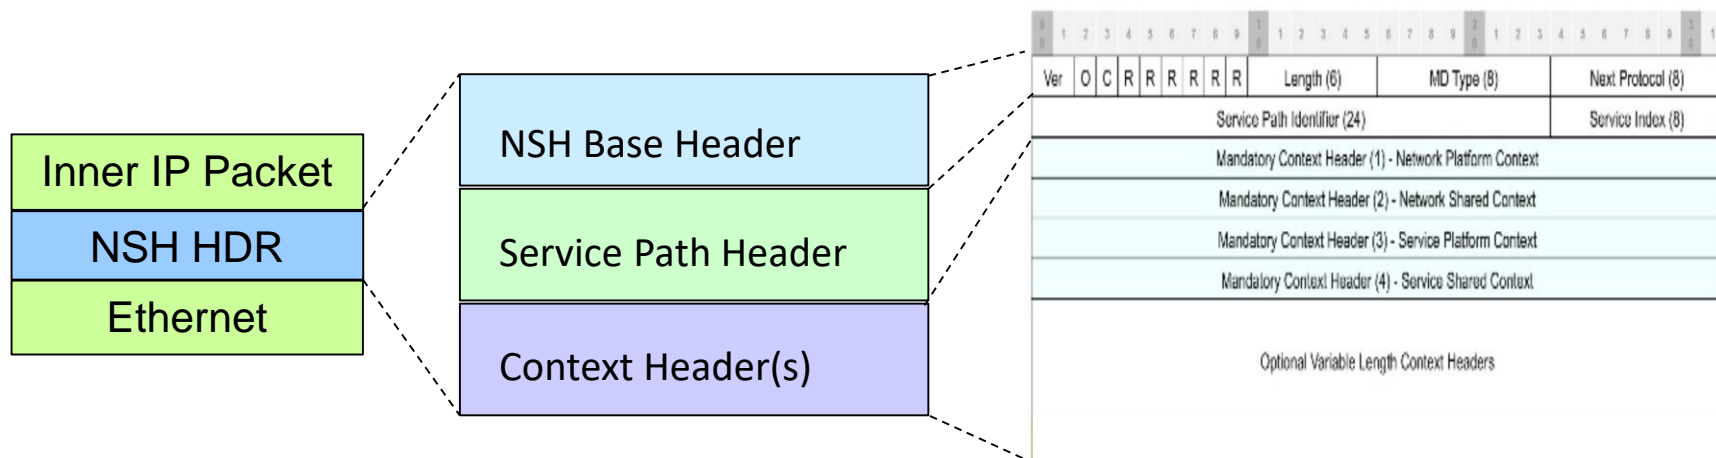 Inner IP Packet
NSH HDR
Ethernet
NSH Base Header
Service Path Header
Context Header(s)
0 0 1 2 3 4 5 6 7 8 9 1 0 1 2 3 4 5 6 7 8 9 2 0 1 2 3 4 5 6 7 8 9 3 0 1
Ver O C R R R R R R Length (6) MD Type (8) Next Protocol (8)
Service Path Identifier (24) Service Index (8)
Mandatory Context Header (1) - Network Platform Context
Mandatory Context Header (2) - Network Shared Context
Mandatory Context Header (3) - Service Platform Context
Mandatory Context Header (4) - Service Shared Context
Optional Variable Length Context Headers